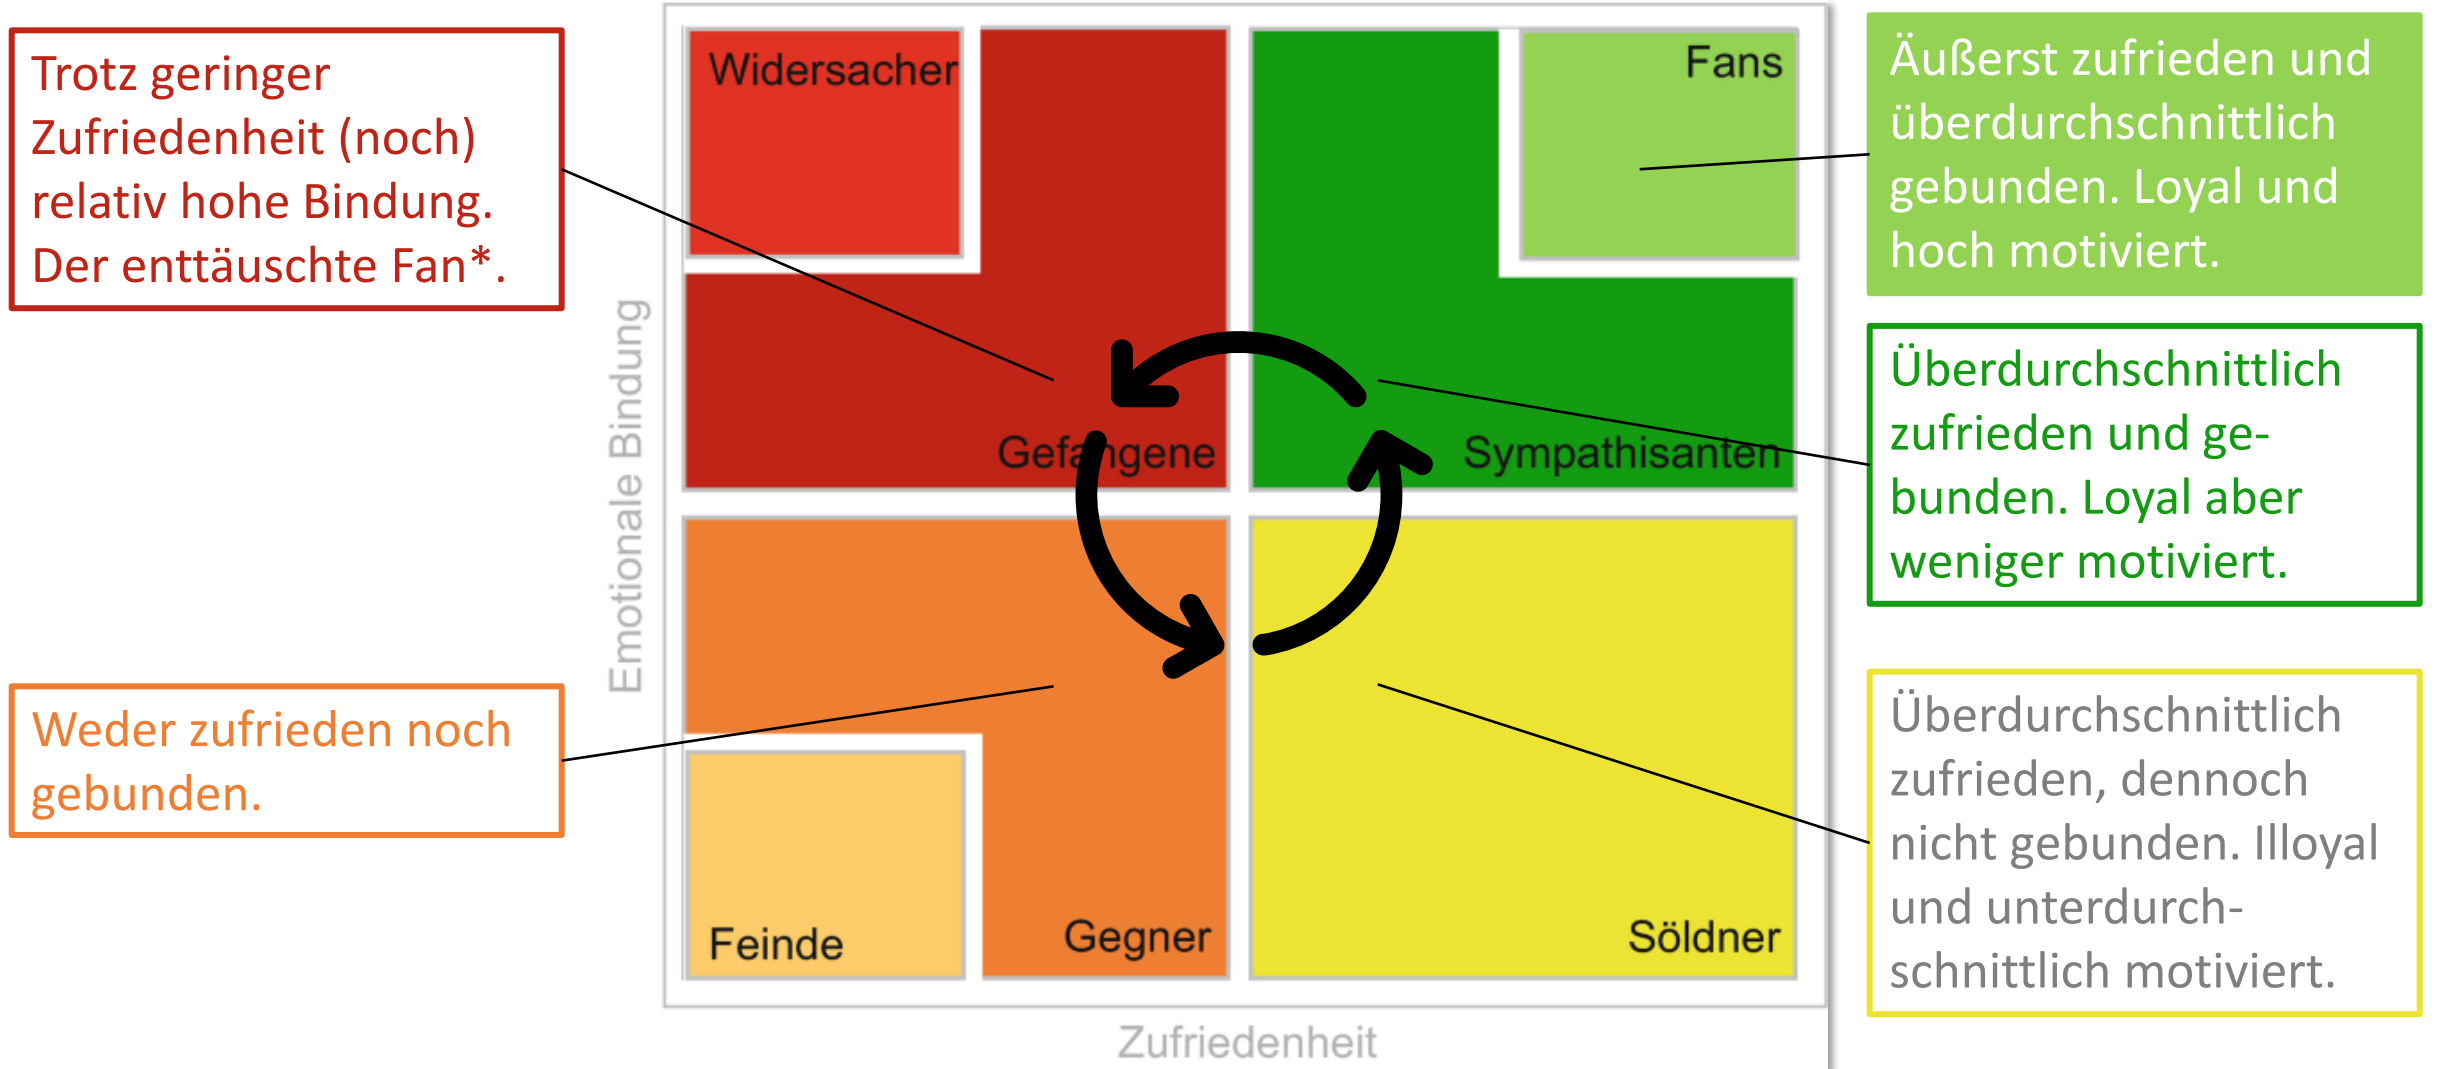 Trotz geringer
Zufriedenheit (noch)
relativ hohe Bindung.
Der enttäuschte Fan*.
Weder zufrieden noch
gebunden.
Emotionale Bindung
Widersacher
Gefangene
Fans
Sympathisanten
Feinde
Gegner
Söldner
Zufriedenheit
Äußerst zufrieden und
überdurchschnittlich
gebunden. Loyal und
hoch motiviert.
Überdurchschnittlich
zufrieden und ge-
bunden. Loyal aber
weniger motiviert.
Überdurchschnittlich
zufrieden, dennoch
nicht gebunden. Illoyal
und unterdurch-
schnittlich motiviert.